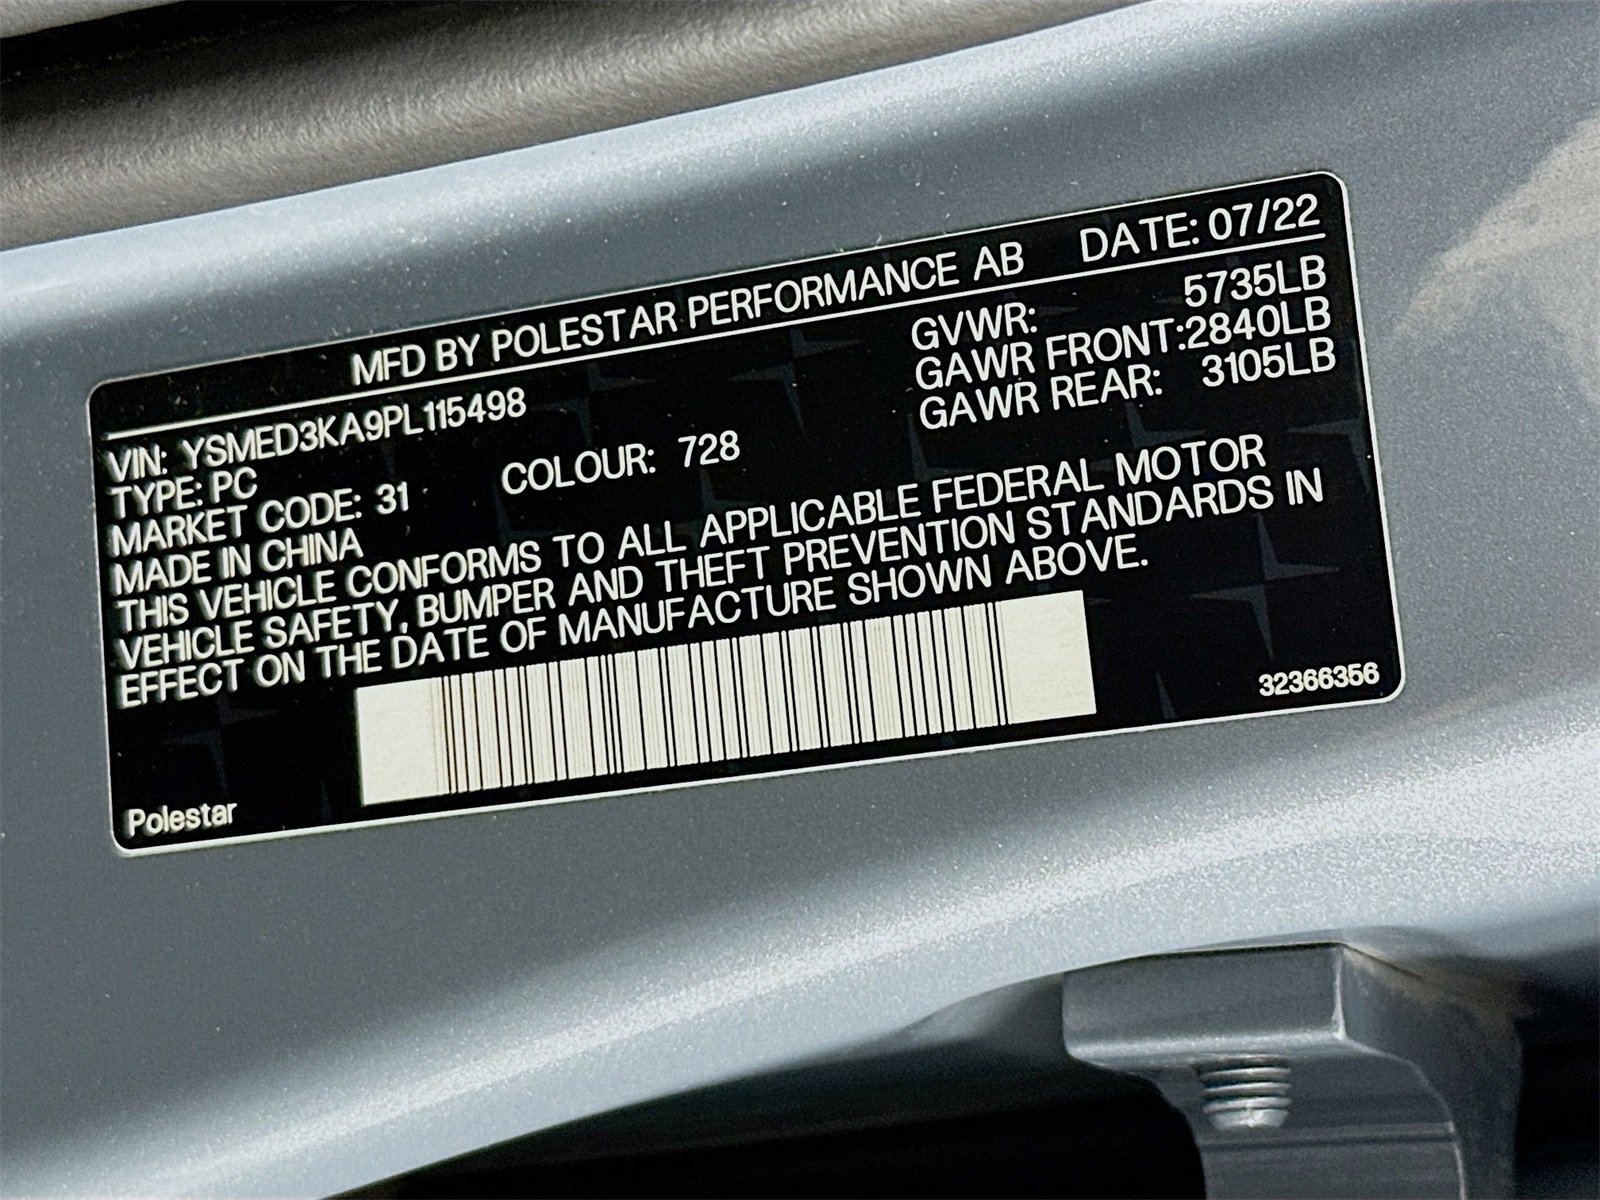 MFD BY POLESTAR PERFORMANCE AB DATE: 07/22
VIN: YSMED3KA9PL115498 GVWR: 5735LB
TYPE: PC GAWR FRONT:2840LB
MARKET CODE: 31 COLOUR: 728 GAWR REAR: 3105LB
MADE IN CHINA
THIS VEHICLE CONFORMS TO ALL APPLICABLE FEDERAL MOTOR
VEHICLE SAFETY, BUMPER AND THEFT PREVENTION STANDARDS IN
EFFECT ON THE DATE OF MANUFACTURE SHOWN ABOVE.
32366356
Polestar